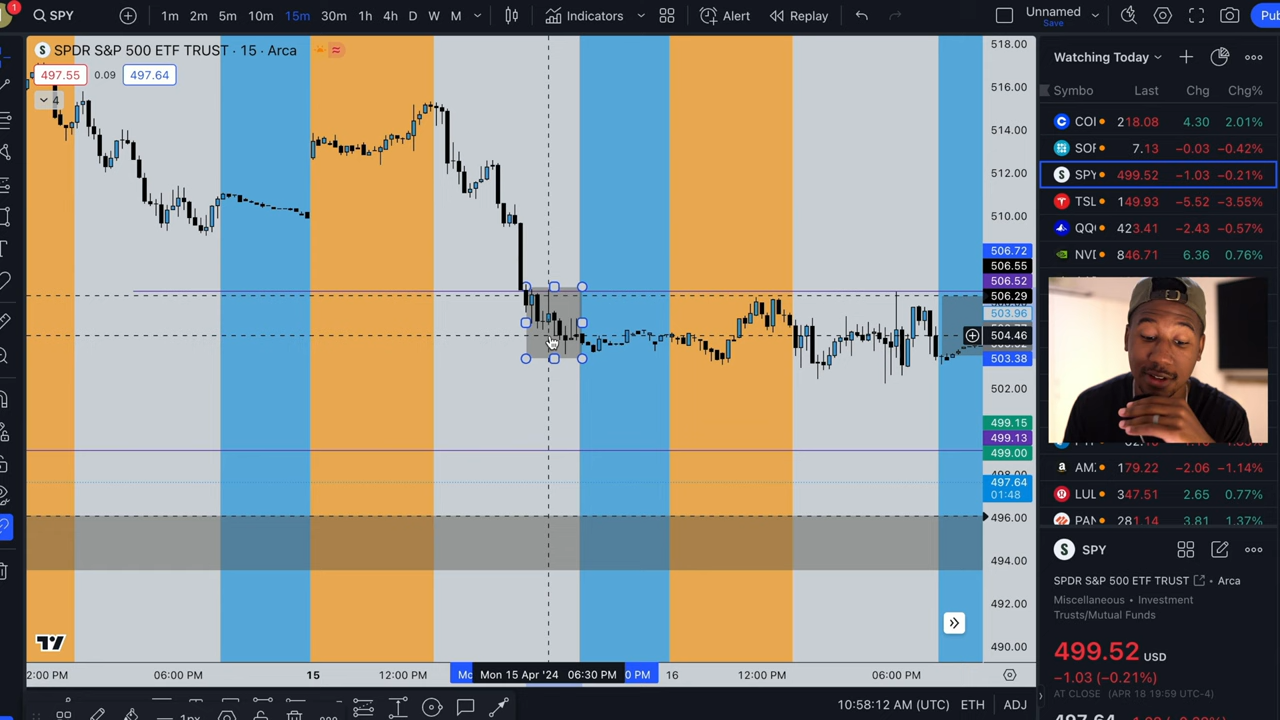 1
SPY
1m 2m 5m 10m 15m 30m 1h 4h D W M
Indicators
Alert
Replay
Unnamed
Save
SPDR S&P 500 ETF TRUST · 15 · Arca
497.55 0.09 497.64
4
518.00
516.00
514.00
512.00
510.00
506.72
506.55
506.52
506.29
503.96
504.46
503.38
502.00
499.15
499.13
499.00
498.00
497.64
01:48
496.00
494.00
492.00
490.00
2:00 PM 06:00 PM 15 12:00 PM Mon 15 Apr '24 06:30 PM 0 PM 16 12:00 PM 06:00 PM
1px
10:58:12 AM (UTC) ETH ADJ
Watching Today
Symbo Last Chg Chg%
COI 218.08 4.30 2.01%
SOF 7.13 −0.03 −0.42%
SPY 499.52 −1.03 −0.21%
TSL 149.93 −5.52 −3.55%
QQ 423.41 −2.43 −0.57%
NVD 846.71 6.36 0.76%
AM 179.22 −2.06 −1.14%
LUL 347.51 2.65 0.77%
PAN 281.14 3.81 1.37%
SPY
SPDR S&P 500 ETF TRUST • Arca
Miscellaneous • Investment
Trusts/Mutual Funds
499.52 USD
−1.03 (−0.21%)
AT CLOSE (APR 18 19:59 UTC-4)